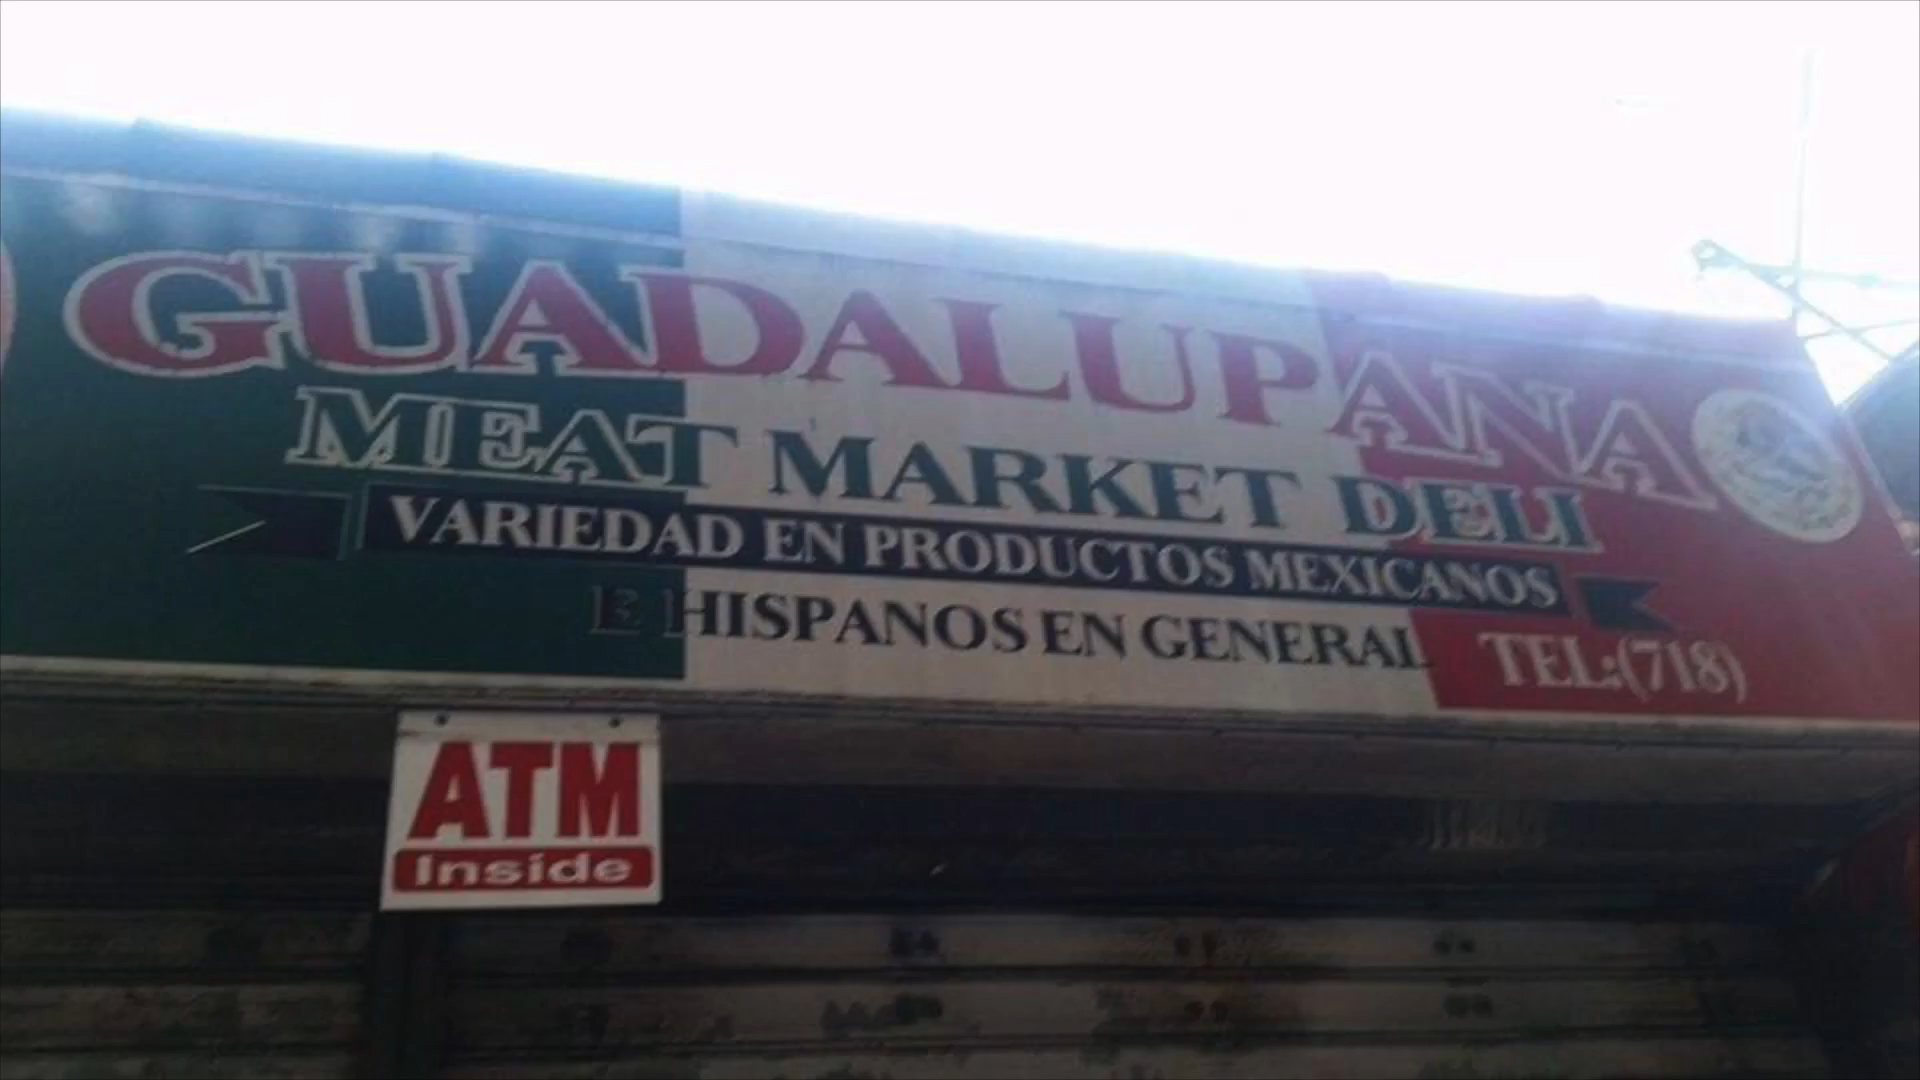 GUADALUPANA
MEAT MARKET DELI
VARIEDAD EN PRODUCTOS MEXICANOS
E HISPANOS EN GENERAL TEL:(718)
ATM
Inside